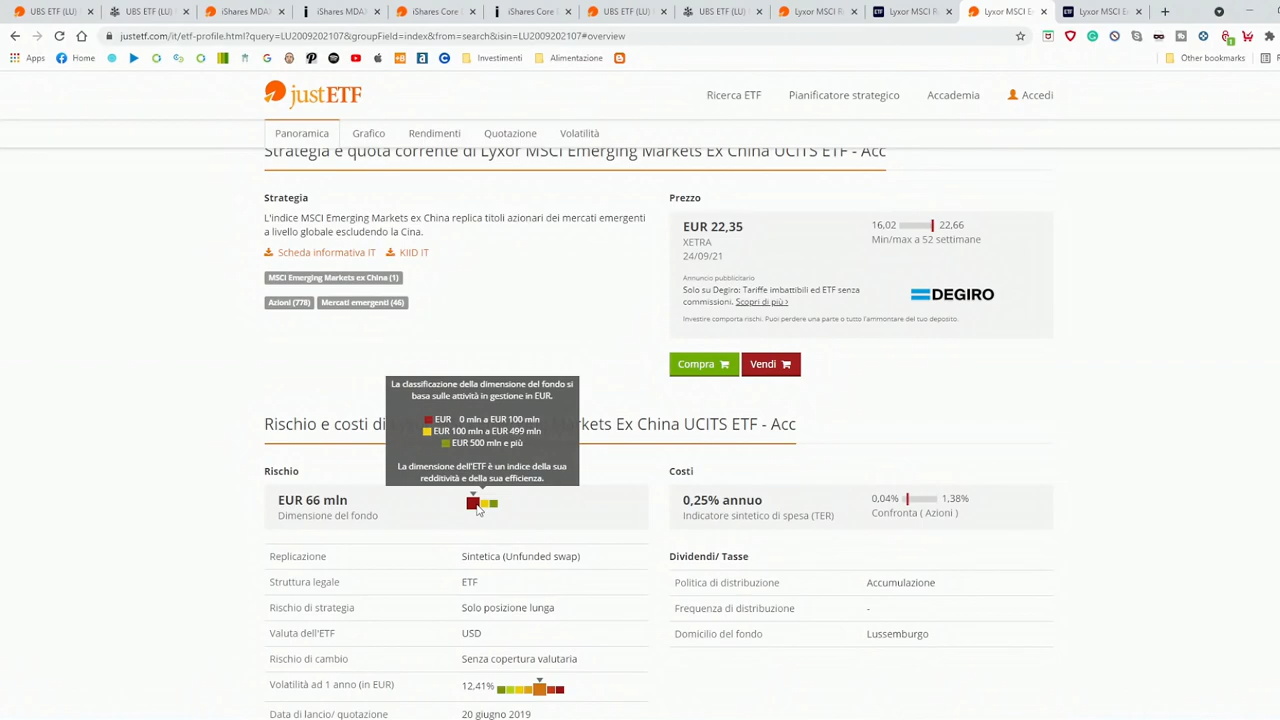 UBS ETF (LU)
UBS ETF (LU)
iShares MDA
iShares MDA
iShares Core
iShares Core
UBS ETF (LU)
UBS ETF (LU)
Lyxor MSCI
Lyxor MSCI
Lyxor MSCI E
Lyxor MSCI E
justetf.com/it/etf-profile.html?query=LU2009202107&groupField=index&from=search&isin=LU2009202107#overview
Apps
Home
Investimenti
Alimentazione
Other bookmarks
justETF
Ricerca ETF
Pianificatore strategico
Accademia
Accedi
Panoramica
Grafico
Rendimenti
Quotazione
Volatilità
Strategia e quota corrente di Lyxor MSCI Emerging Markets Ex China UCITS ETF - Acc
Strategia
L'indice MSCI Emerging Markets ex China replica titoli azionari dei mercati emergenti
a livello globale escludendo la Cina.
Scheda informativa IT
KIID IT
MSCI Emerging Markets ex China (1)
Azioni (778)
Mercati emergenti (46)
Prezzo
EUR 22,35
XETRA
24/09/21
16,02
22,66
Min/max a 52 settimane
Annuncio pubblicitario
Solo su Degiro: Tariffe imbattibili ed ETF senza
commissioni. Scopri di più›
DEGIRO
Investire comporta rischi. Puoi perdere una parte o tutto l'ammontare del tuo deposito.
Compra
Vendi
La classificazione della dimensione del fondo si
basa sulle attività in gestione in EUR.
EUR 0 mln a EUR 100 mln
EUR 100 mln a EUR 499 mln
EUR 500 mln e più
La dimensione dell'ETF è un indice della sua
redditività e della sua efficienza.
Rischio e costi di rkets Ex China UCITS ETF - Acc
Rischio
EUR 66 mln
Dimensione del fondo
Replicazione Sintetica (Unfunded swap)
Struttura legale ETF
Rischio di strategia Solo posizione lunga
Valuta dell'ETF USD
Rischio di cambio Senza copertura valutaria
Volatilità ad 1 anno (in EUR) 12,41%
Data di lancio/ quotazione 20 giugno 2019
Costi
0,25% annuo
Indicatore sintetico di spesa (TER)
0,04%
1,38%
Confronta ( Azioni )
Dividendi/ Tasse
Politica di distribuzione Accumulazione
Frequenza di distribuzione -
Domicilio del fondo Lussemburgo